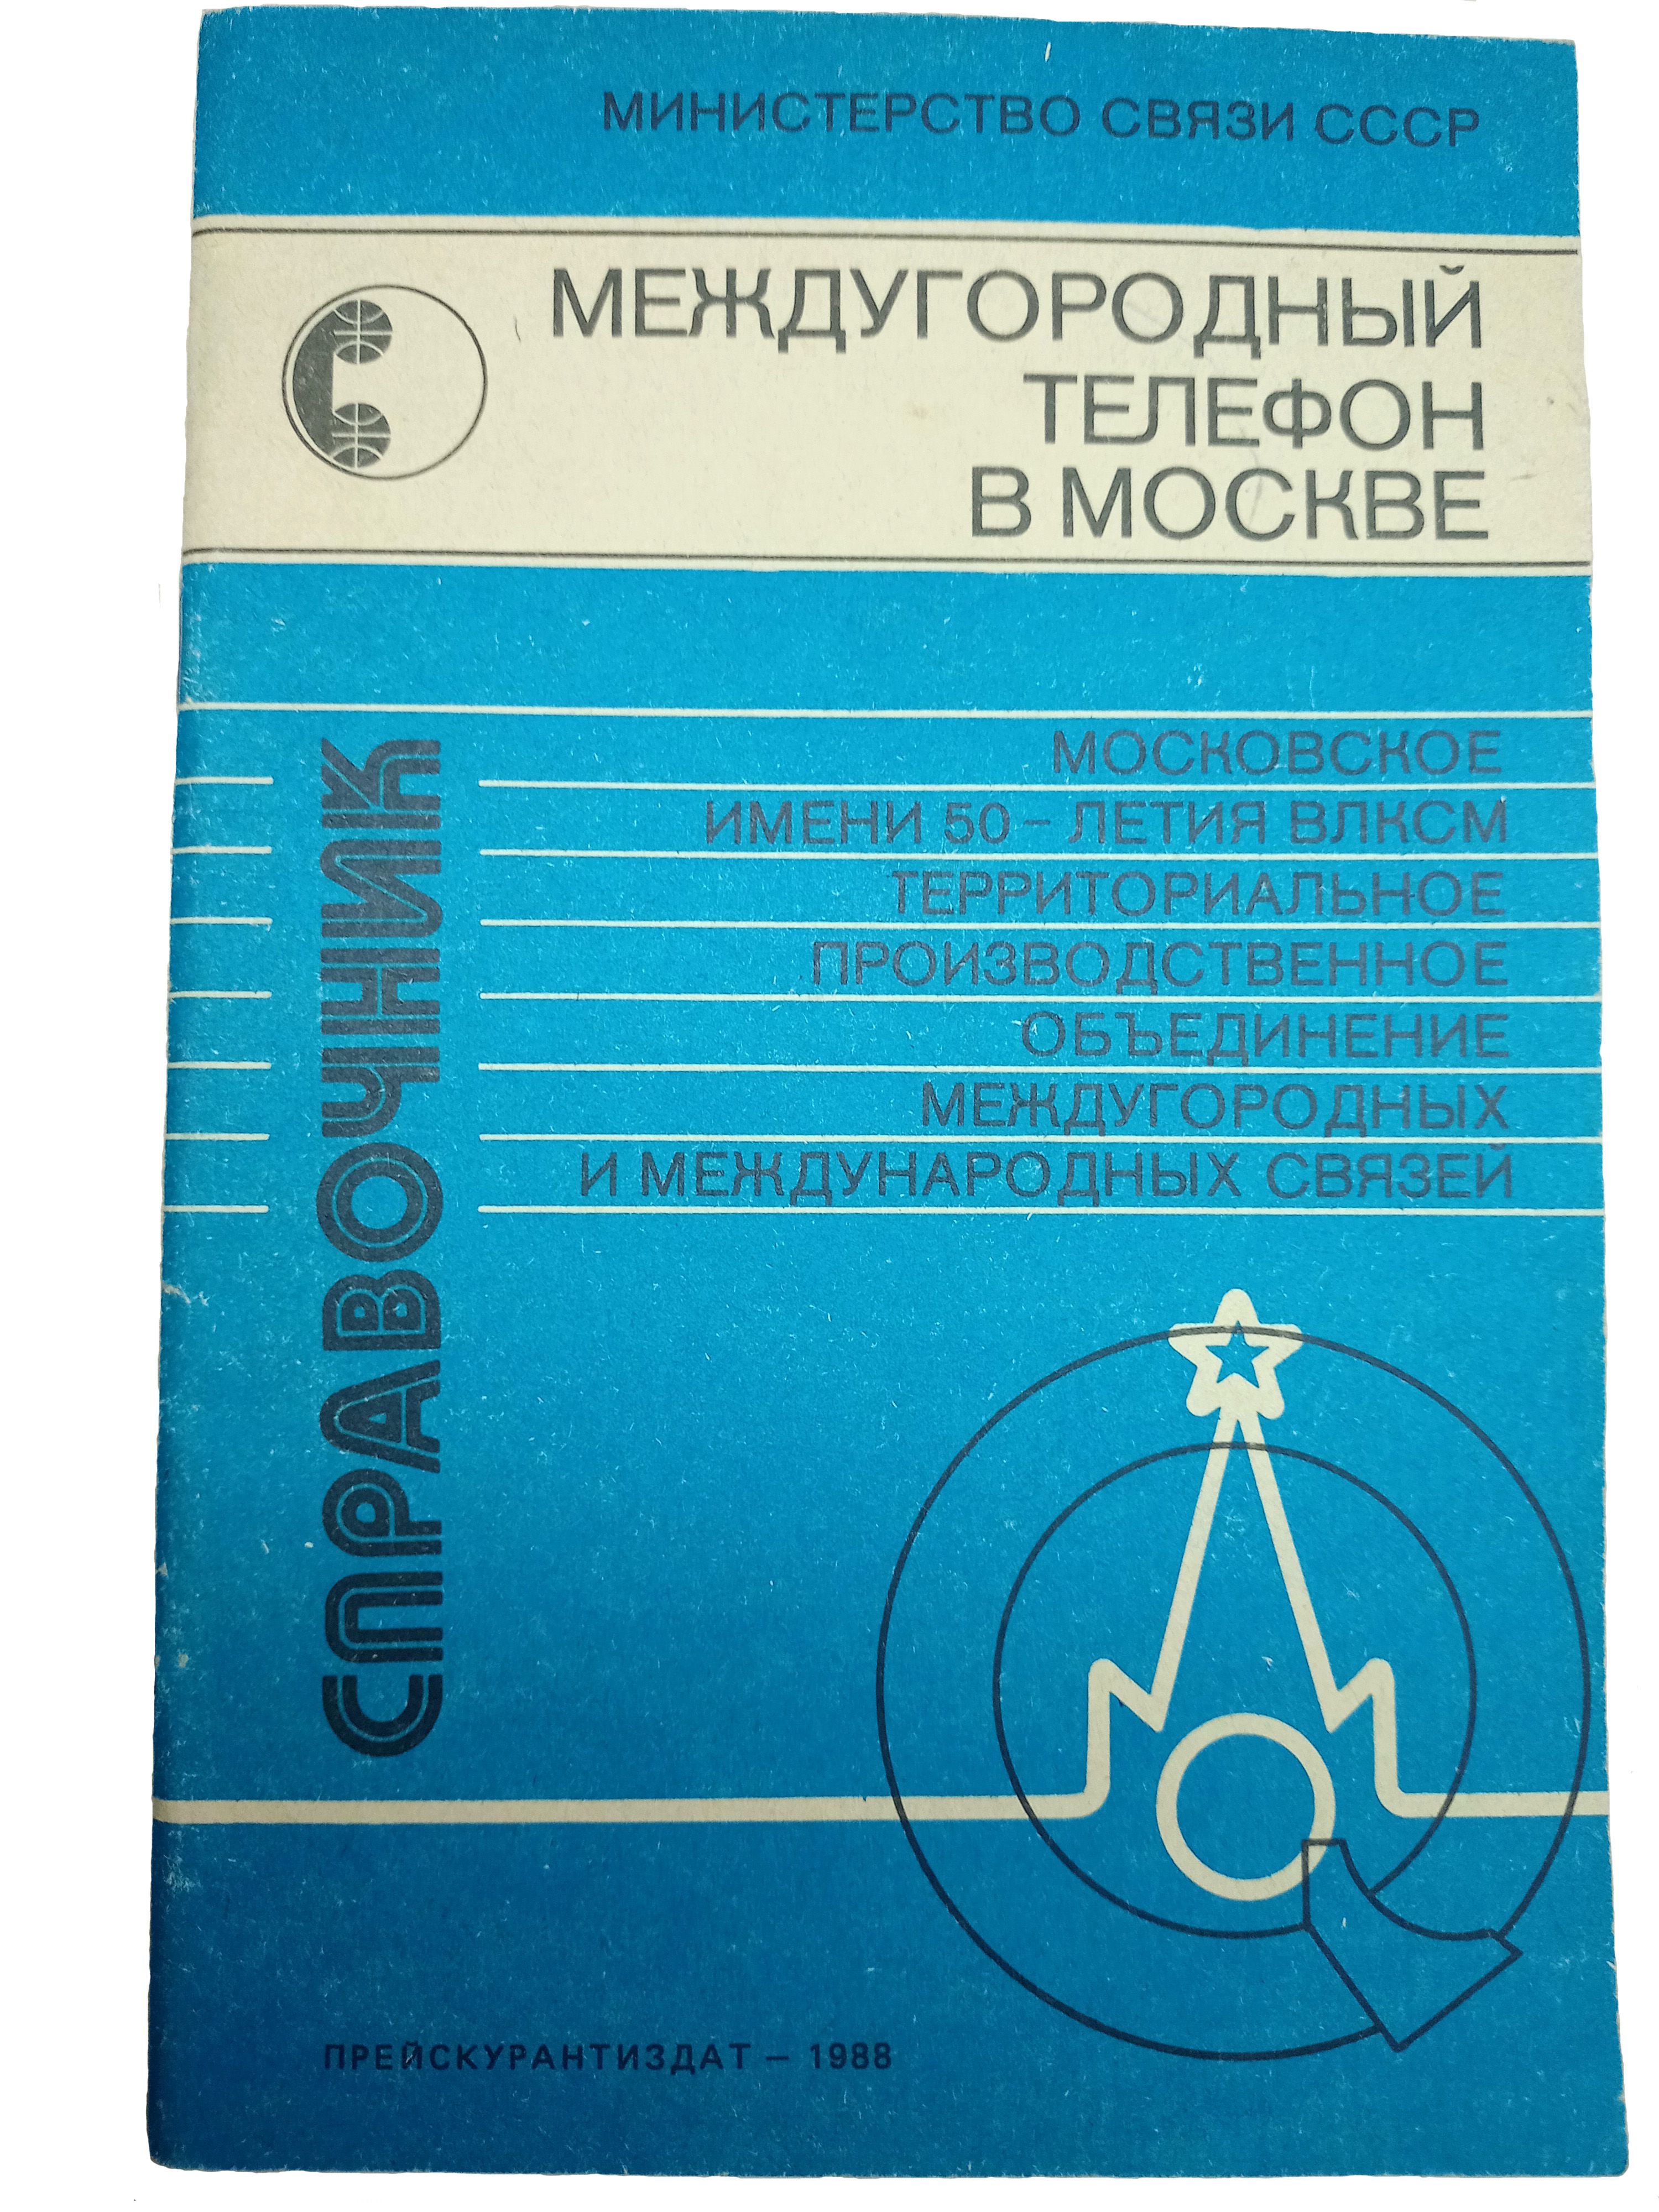 МИНИСТЕРСТВО СВЯЗИ СССР
МЕЖДУГОРОДНЫЙ
ТЕЛЕФОН
В МОСКВЕ
СПРАВОЧНИК
МОСКОВСКОЕ
ИМЕНИ 50 – ЛЕТИЯ ВЛКСМ
ТЕРРИТОРИАЛЬНОЕ
ПРОИЗВОДСТВЕННОЕ
ОБЪЕДИНЕНИЕ
МЕЖДУГОРОДНЫХ
И МЕЖДУНАРОДНЫХ СВЯЗЕЙ
ПРЕЙСКУРАНТИЗДАТ – 1988